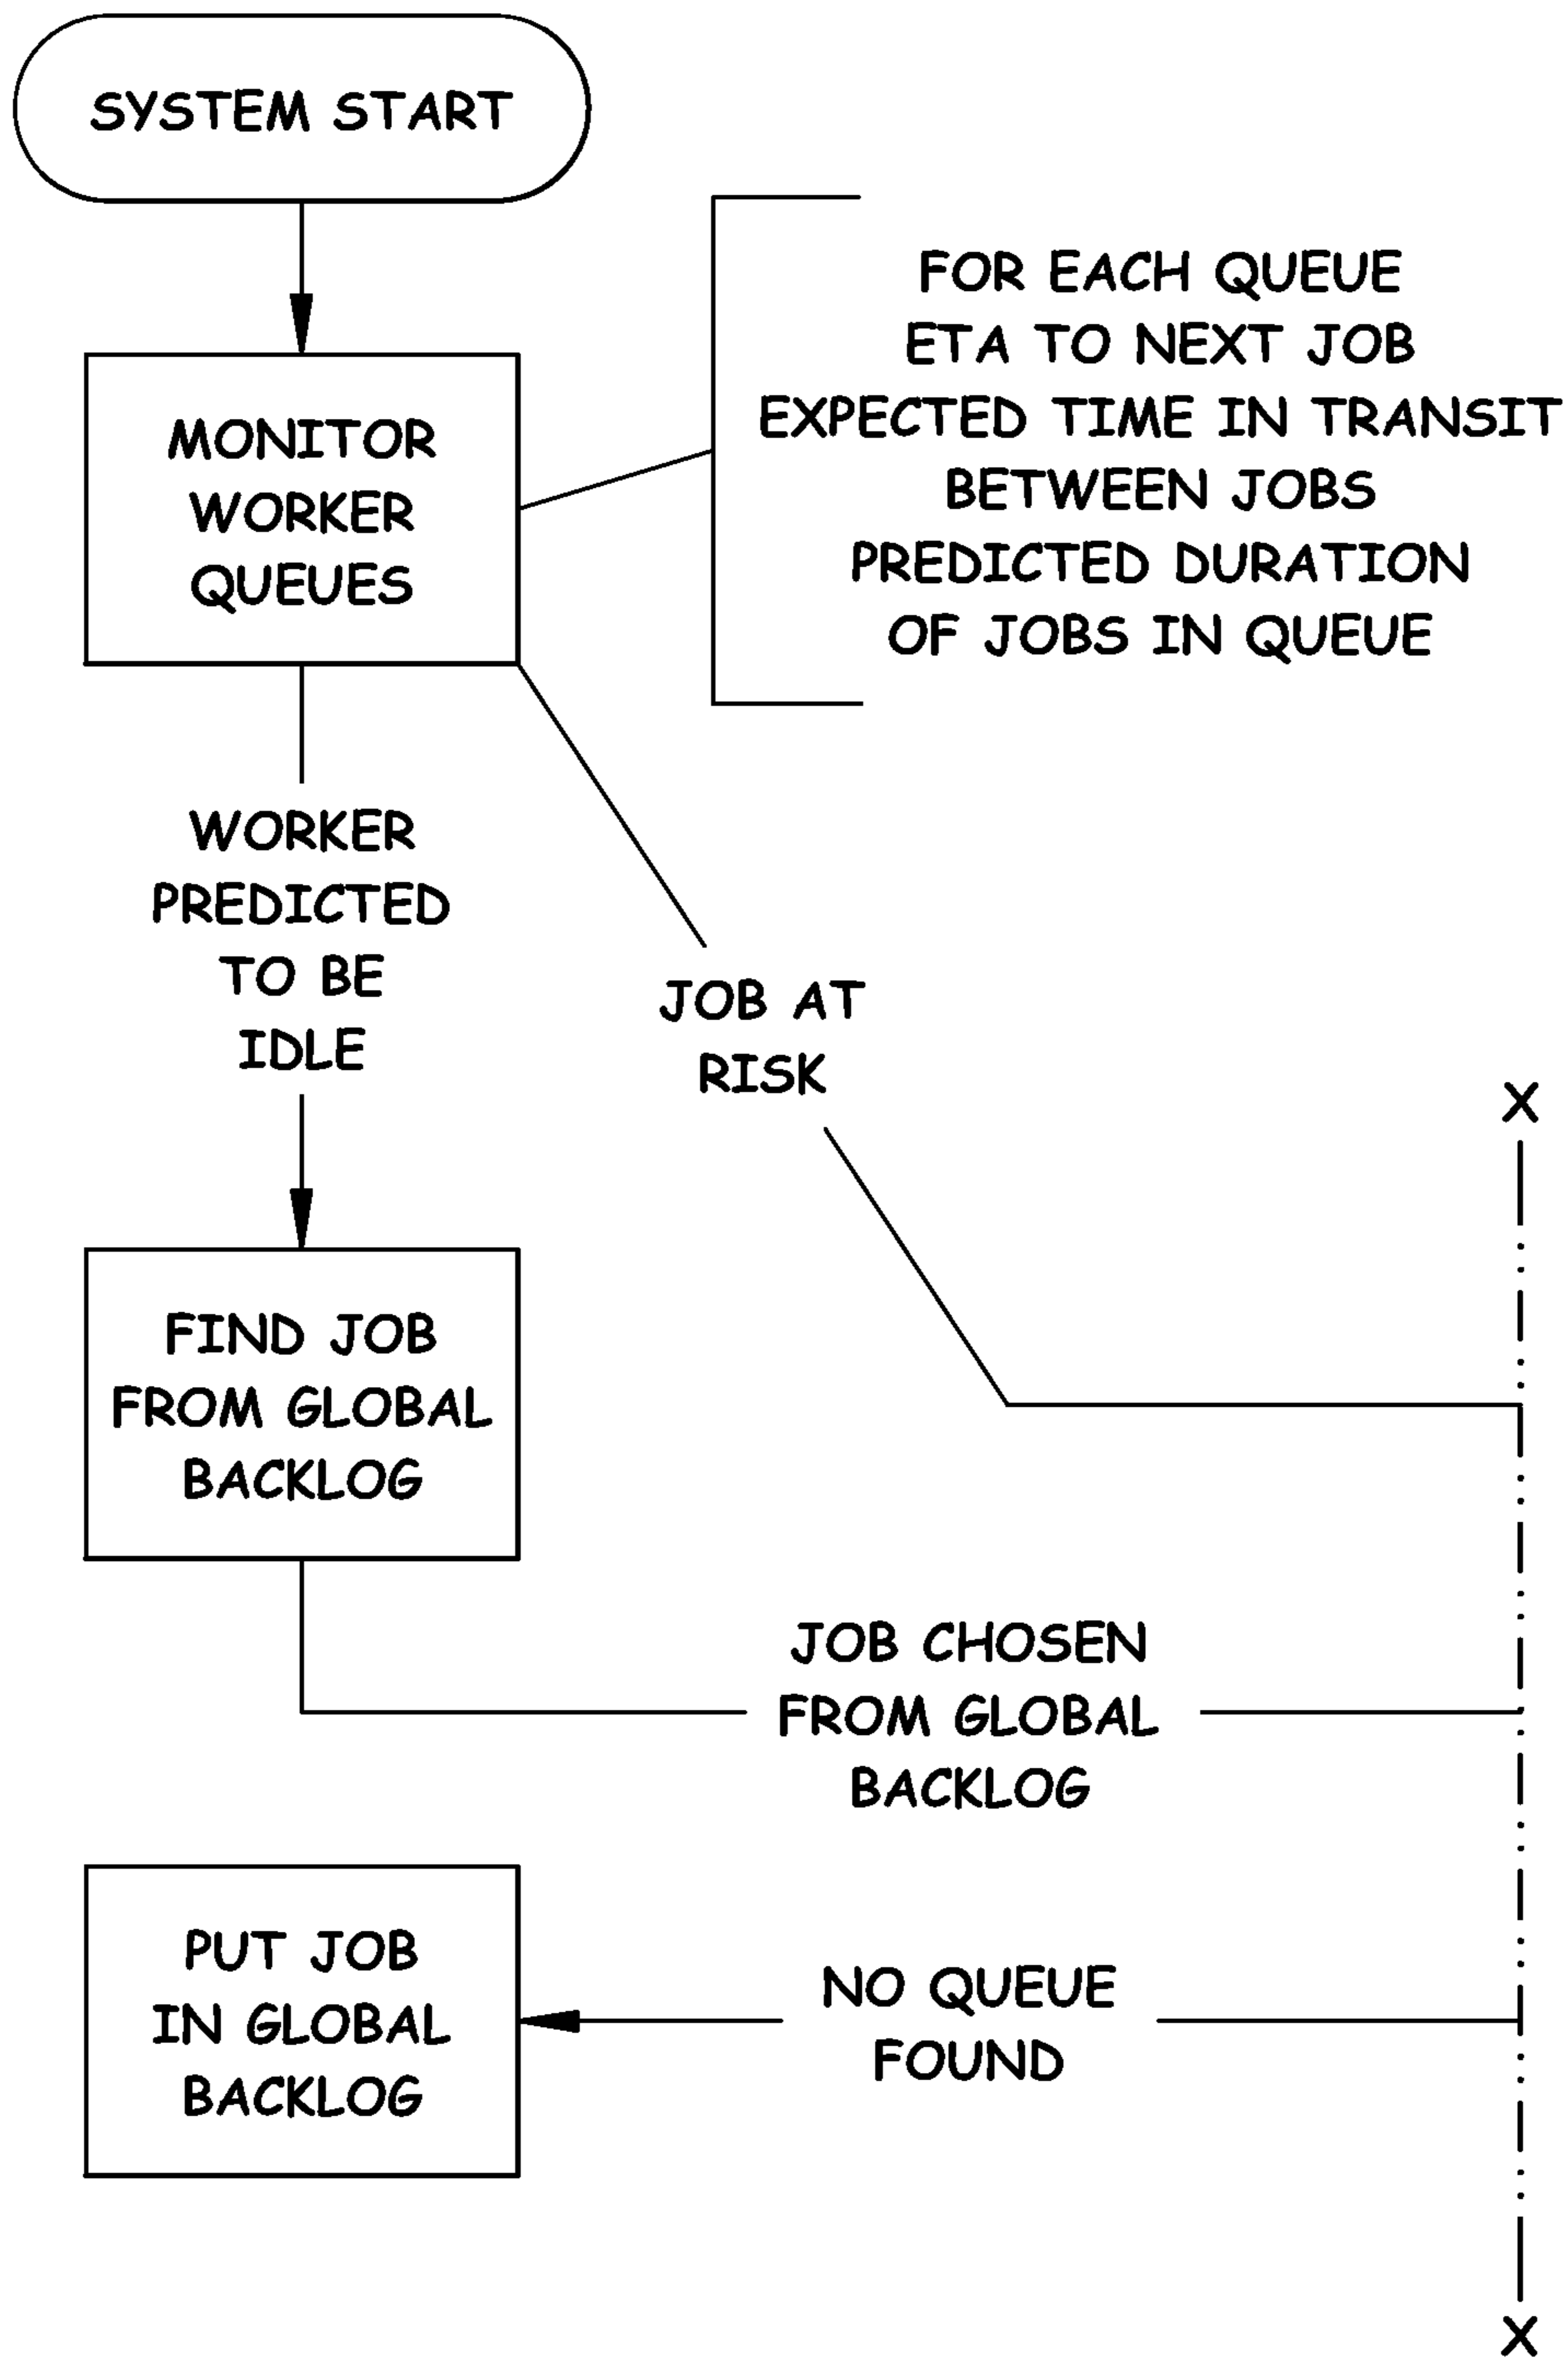 SYSTEM START
MONITOR
WORKER
QUEUES
FOR EACH QUEUE
ETA TO NEXT JOB
EXPECTED TIME IN TRANSIT
BETWEEN JOBS
PREDICTED DURATION
OF JOBS IN QUEUE
WORKER
PREDICTED
TO BE
IDLE
JOB AT
RISK
X
FIND JOB
FROM GLOBAL
BACKLOG
JOB CHOSEN
FROM GLOBAL
BACKLOG
PUT JOB
IN GLOBAL
BACKLOG
NO QUEUE
FOUND
X